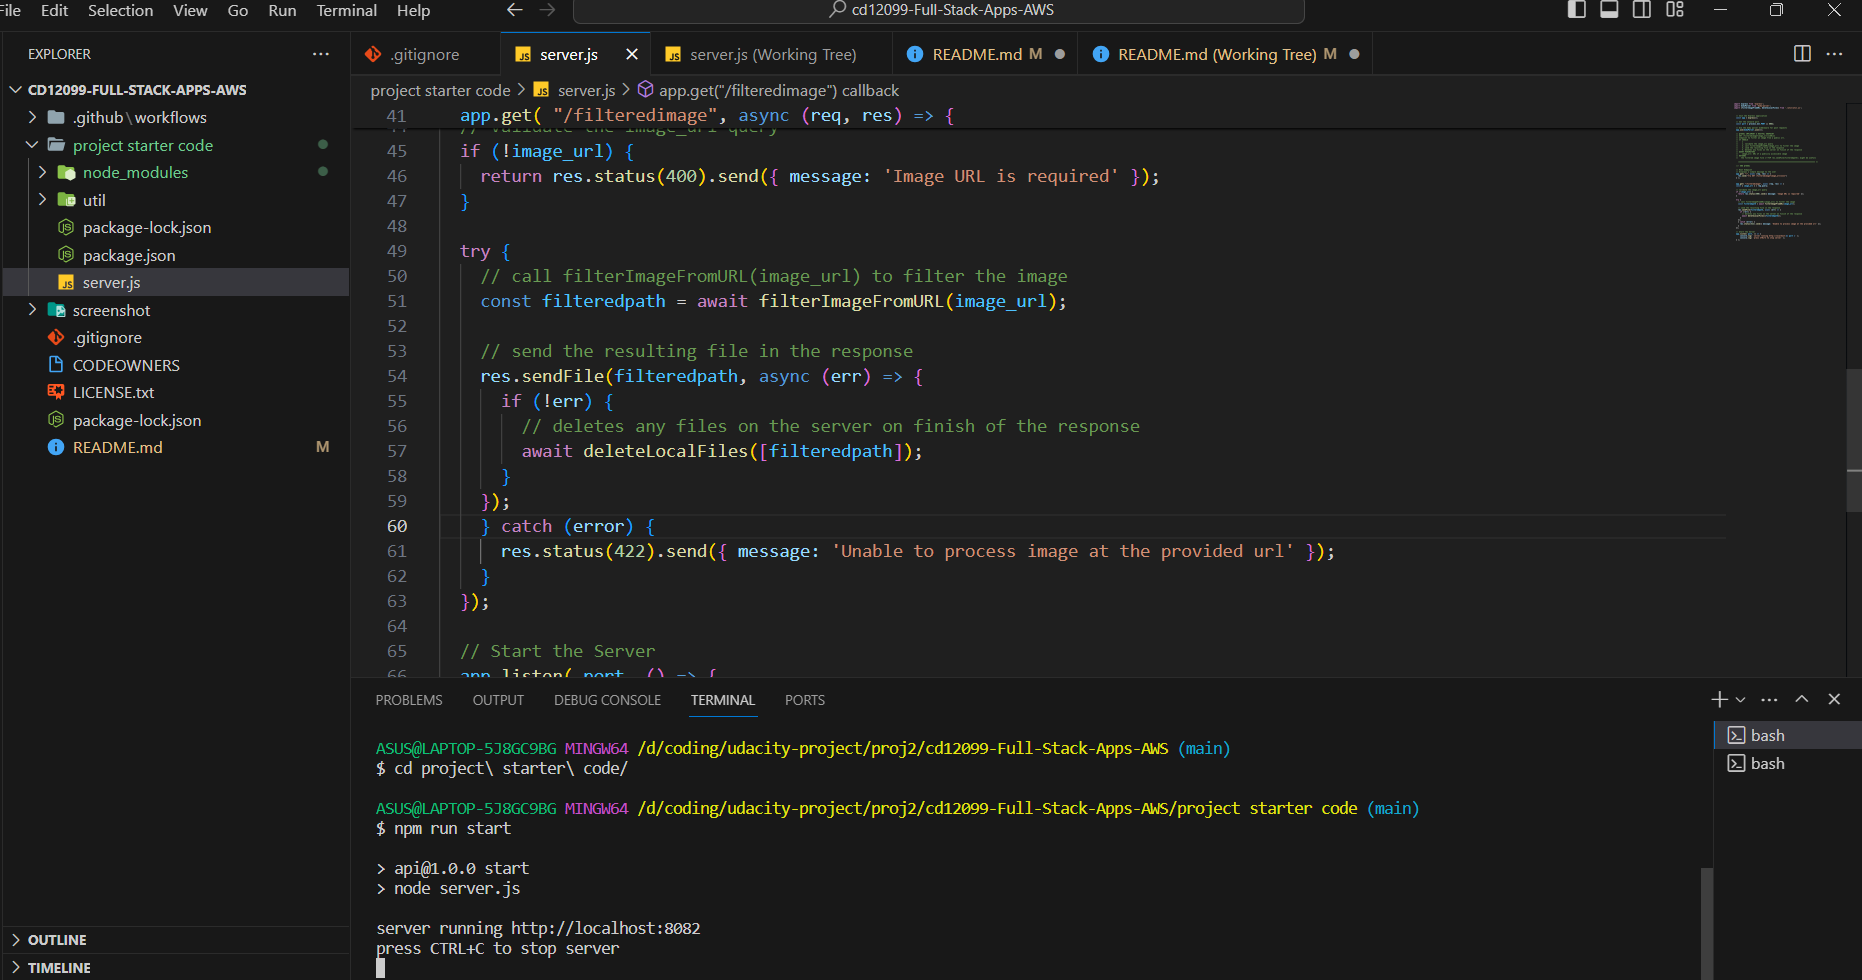 File Edit Selection View Go Run Terminal Help
cd12099-Full-Stack-Apps-AWS
EXPLORER
CD12099-FULL-STACK-APPS-AWS
.github\workflows
project starter code
node_modules
util
package-lock.json
package.json
server.js
screenshot
.gitignore
CODEOWNERS
LICENSE.txt
package-lock.json
README.md M
OUTLINE
TIMELINE
.gitignore
server.js
server.js (Working Tree)
README.md M
README.md (Working Tree) M
project starter code > server.js > app.get("/filteredimage") callback
41 app.get( "/filteredimage", async (req, res) => {
// validate the image_url query
45 if (!image_url) {
46 return res.status(400).send({ message: 'Image URL is required' });
47 }
48
49 try {
50 // call filterImageFromURL(image_url) to filter the image
51 const filteredpath = await filterImageFromURL(image_url);
52
53 // send the resulting file in the response
54 res.sendFile(filteredpath, async (err) => {
55 if (!err) {
56 // deletes any files on the server on finish of the response
57 await deleteLocalFiles([filteredpath]);
58 }
59 });
60 } catch (error) {
61 res.status(422).send({ message: 'Unable to process image at the provided url' });
62 }
63 });
64
65 // Start the Server
66 app.listen( port, () => {
PROBLEMS OUTPUT DEBUG CONSOLE TERMINAL PORTS
ASUS@LAPTOP-5J8GC9BG MINGW64 /d/coding/udacity-project/proj2/cd12099-Full-Stack-Apps-AWS (main)
$ cd project\ starter\ code/
ASUS@LAPTOP-5J8GC9BG MINGW64 /d/coding/udacity-project/proj2/cd12099-Full-Stack-Apps-AWS/project starter code (main)
$ npm run start
> api@1.0.0 start
> node server.js
server running http://localhost:8082
press CTRL+C to stop server
bash
bash